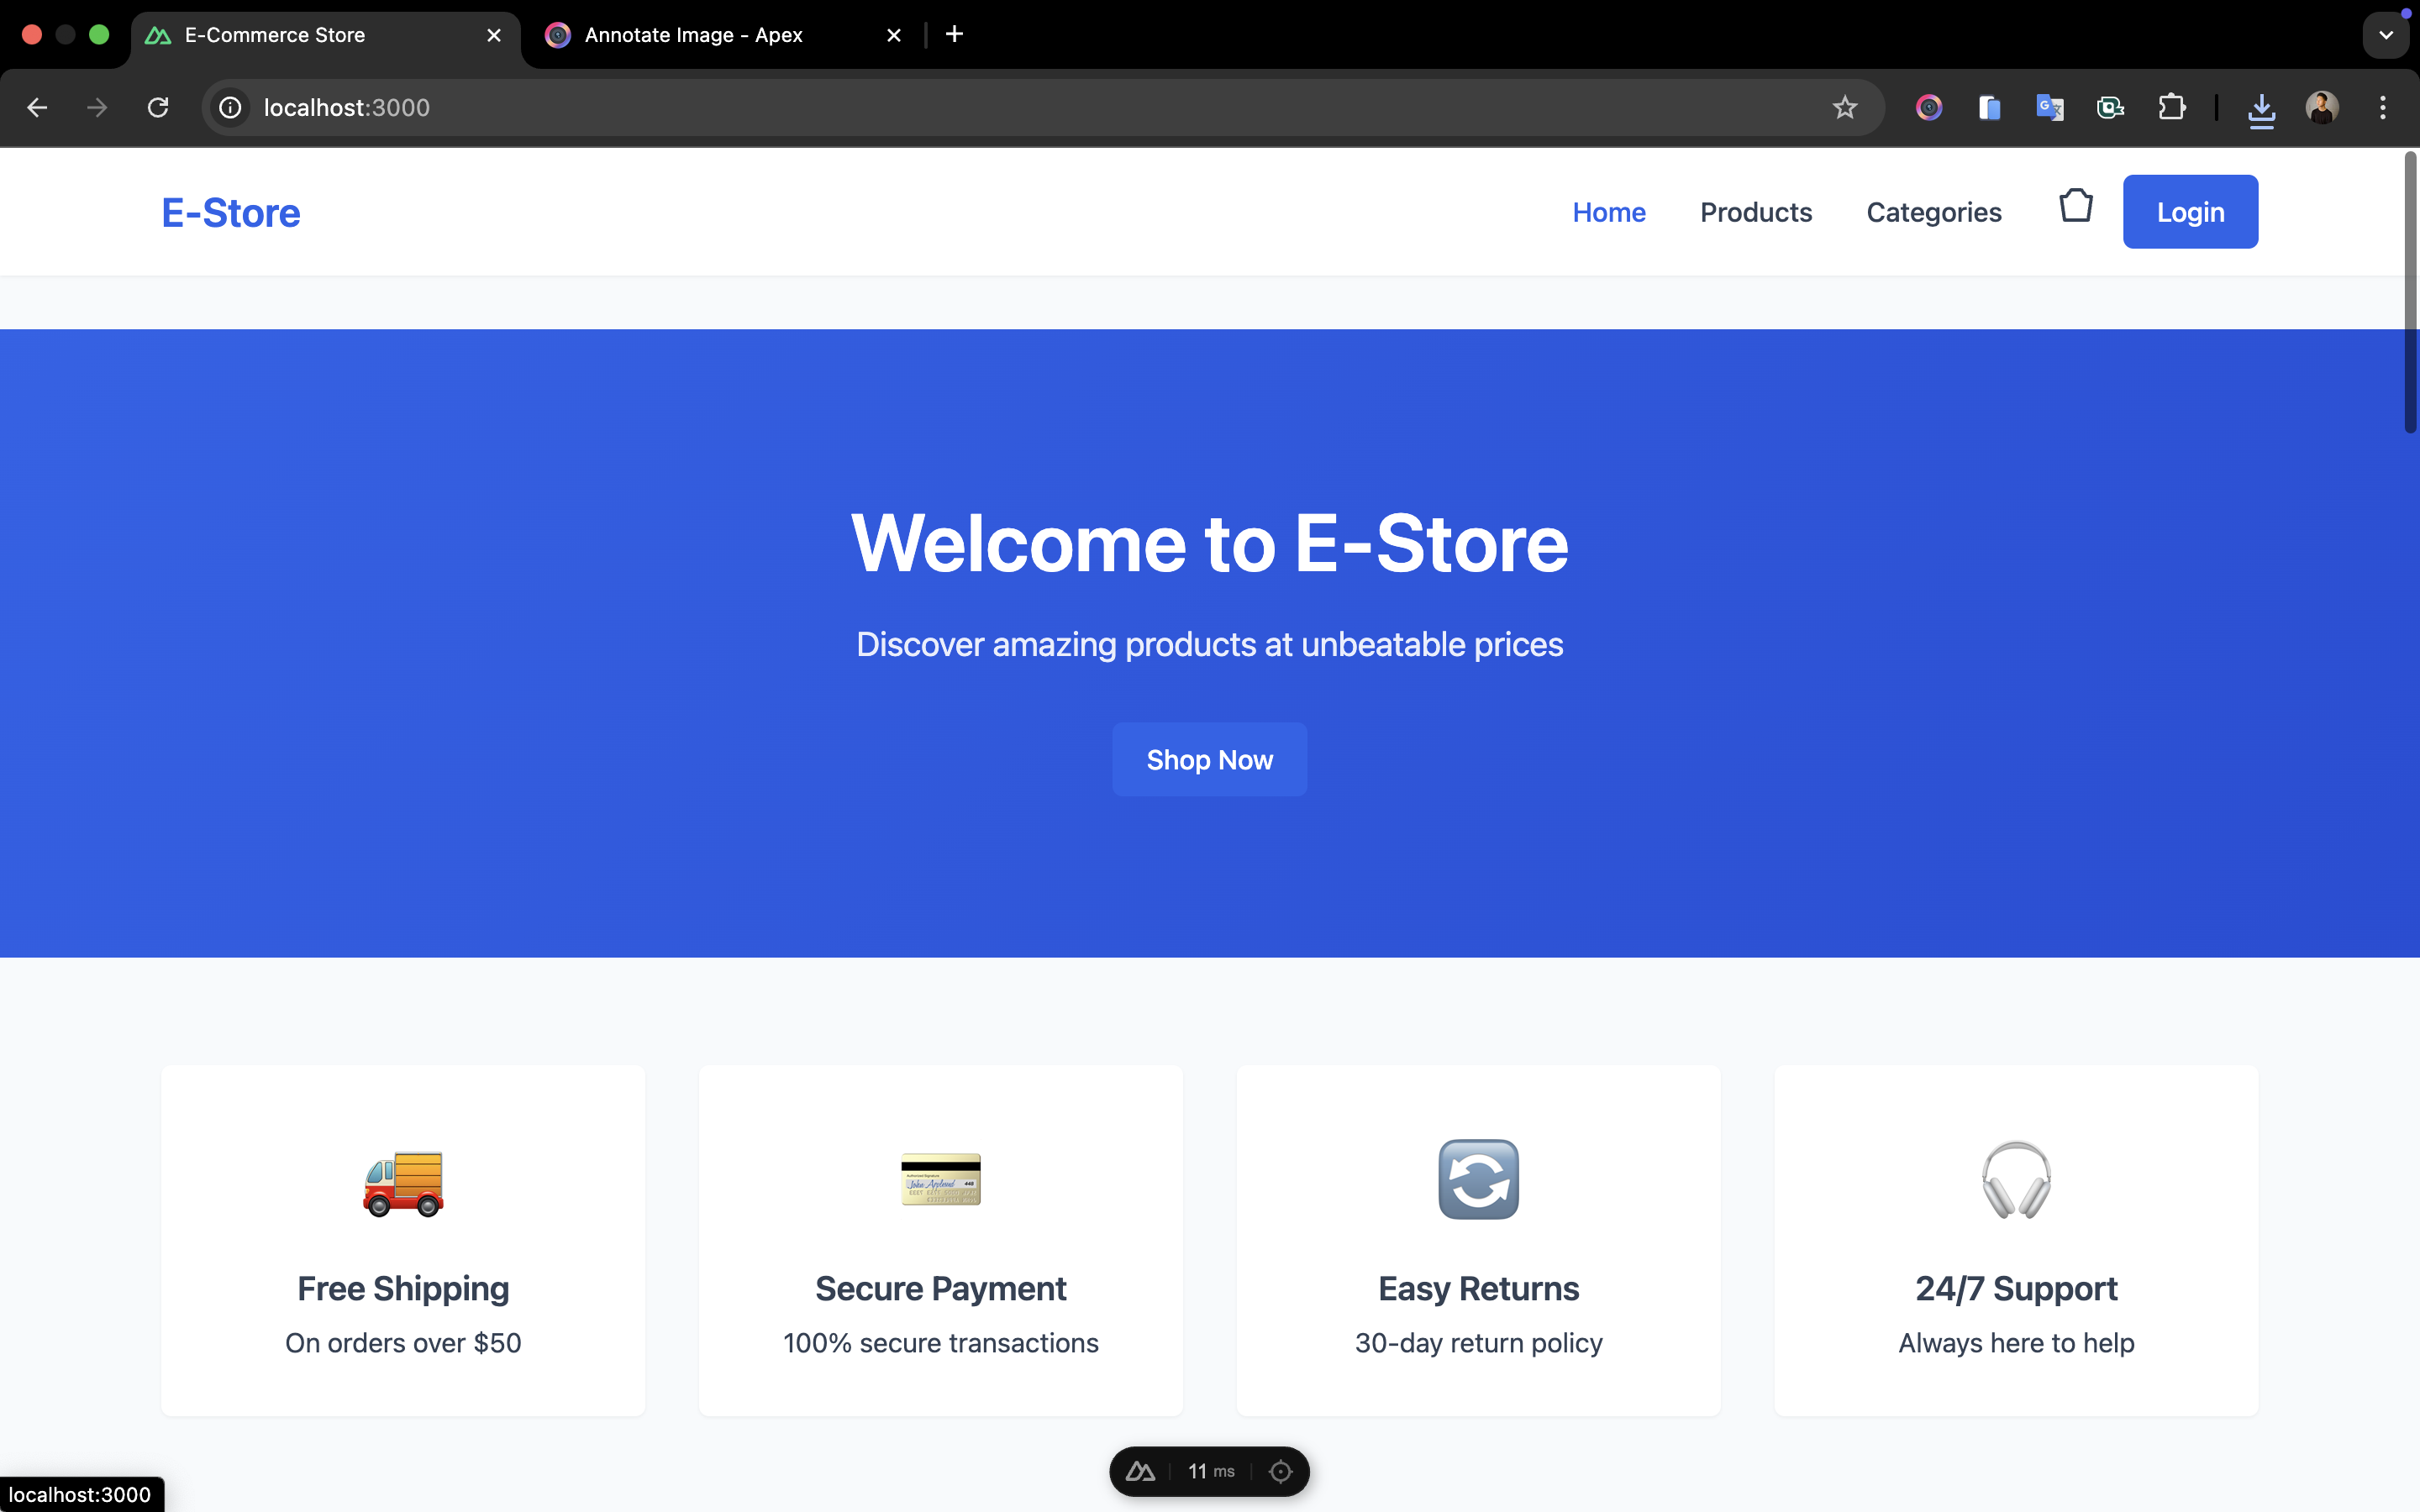 E-Commerce Store
Annotate Image - Apex
localhost:3000
E-Store
Home
Products
Categories
Login
Welcome to E-Store
Discover amazing products at unbeatable prices
Shop Now
Free Shipping
On orders over $50
Secure Payment
100% secure transactions
Easy Returns
30-day return policy
24/7 Support
Always here to help
11 ms
localhost:3000